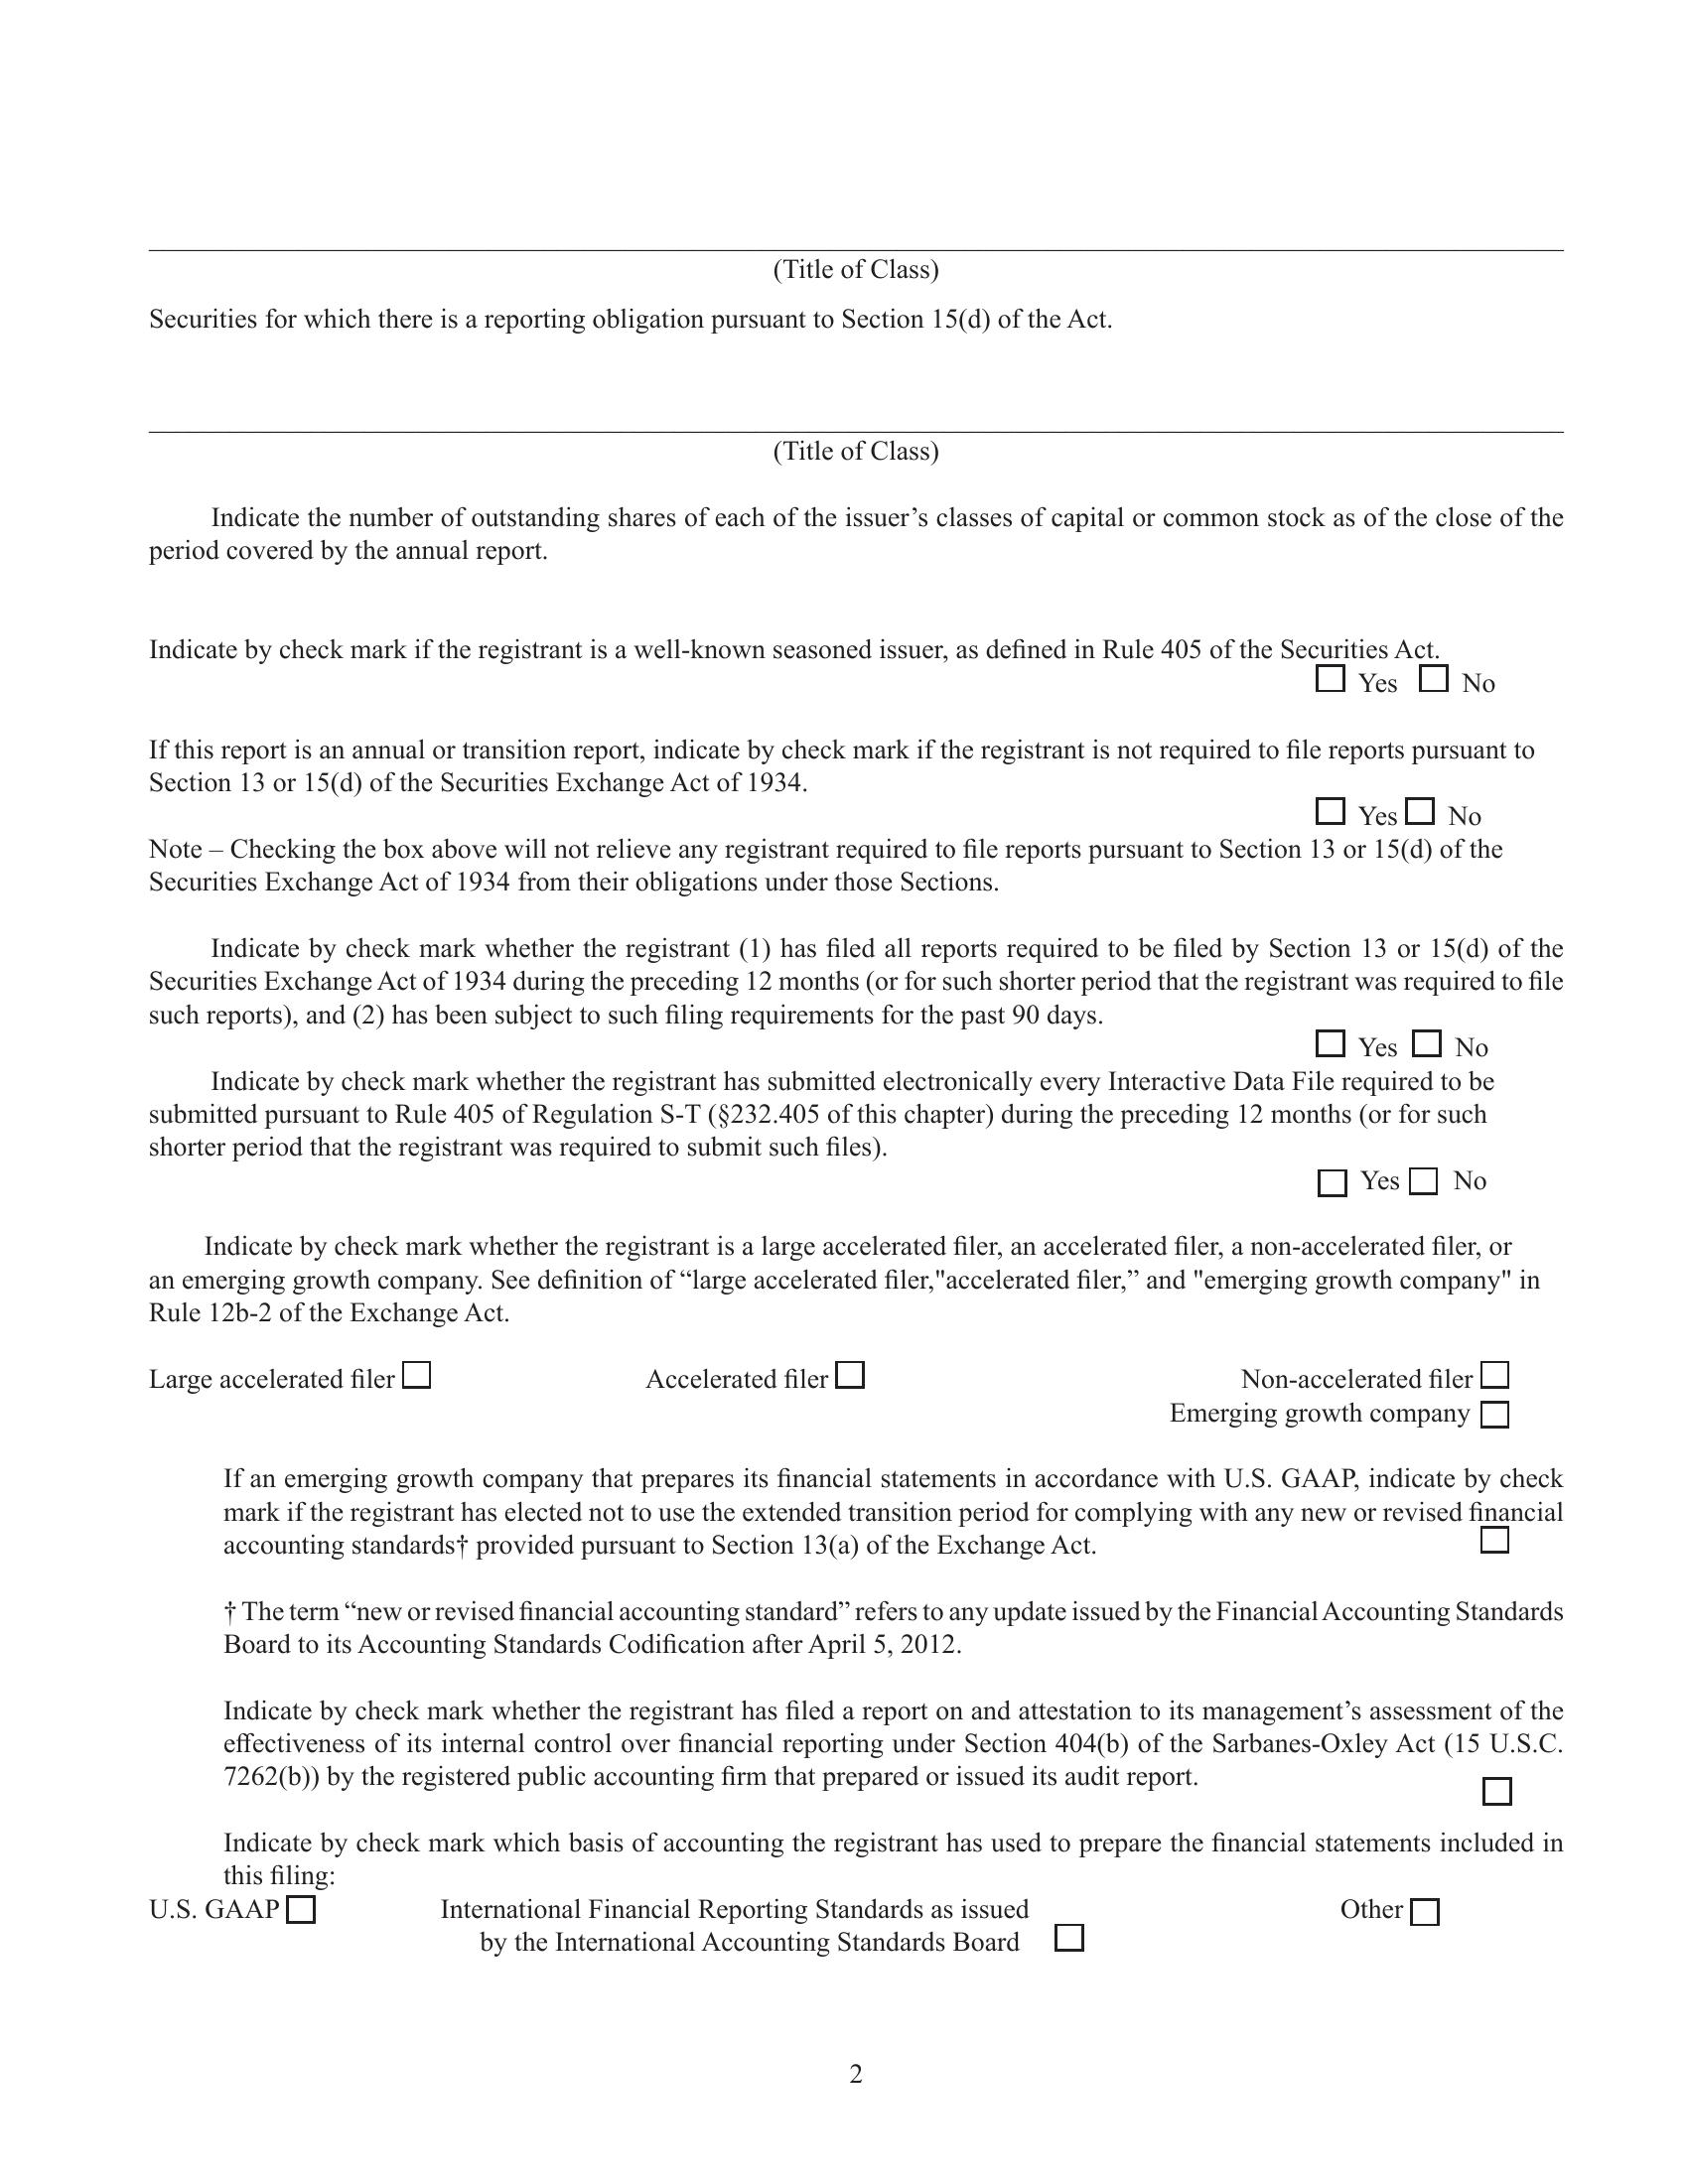 (Title of Class)
Securities for which there is a reporting obligation pursuant to Section 15(d) of the Act.
(Title of Class)
Indicate the number of outstanding shares of each of the issuer’s classes of capital or common stock as of the close of the
period covered by the annual report.
Indicate by check mark if the registrant is a well-known seasoned issuer, as defined in Rule 405 of the Securities Act.
Yes No
If this report is an annual or transition report, indicate by check mark if the registrant is not required to file reports pursuant to
Section 13 or 15(d) of the Securities Exchange Act of 1934.
Yes No
Note – Checking the box above will not relieve any registrant required to file reports pursuant to Section 13 or 15(d) of the
Securities Exchange Act of 1934 from their obligations under those Sections.
Indicate by check mark whether the registrant (1) has filed all reports required to be filed by Section 13 or 15(d) of the
Securities Exchange Act of 1934 during the preceding 12 months (or for such shorter period that the registrant was required to file
such reports), and (2) has been subject to such filing requirements for the past 90 days.
Yes No
Indicate by check mark whether the registrant has submitted electronically every Interactive Data File required to be
submitted pursuant to Rule 405 of Regulation S-T (§232.405 of this chapter) during the preceding 12 months (or for such
shorter period that the registrant was required to submit such files).
Yes No
Indicate by check mark whether the registrant is a large accelerated filer, an accelerated filer, a non-accelerated filer, or
an emerging growth company. See definition of “large accelerated filer,"accelerated filer,” and "emerging growth company" in
Rule 12b-2 of the Exchange Act.
Large accelerated filer Accelerated filer Non-accelerated filer
Emerging growth company
If an emerging growth company that prepares its financial statements in accordance with U.S. GAAP, indicate by check
mark if the registrant has elected not to use the extended transition period for complying with any new or revised financial
accounting standards† provided pursuant to Section 13(a) of the Exchange Act.
† The term “new or revised financial accounting standard” refers to any update issued by the Financial Accounting Standards
Board to its Accounting Standards Codification after April 5, 2012.
Indicate by check mark whether the registrant has filed a report on and attestation to its management’s assessment of the
effectiveness of its internal control over financial reporting under Section 404(b) of the Sarbanes-Oxley Act (15 U.S.C.
7262(b)) by the registered public accounting firm that prepared or issued its audit report.
Indicate by check mark which basis of accounting the registrant has used to prepare the financial statements included in
this filing:
U.S. GAAP International Financial Reporting Standards as issued Other
by the International Accounting Standards Board
2